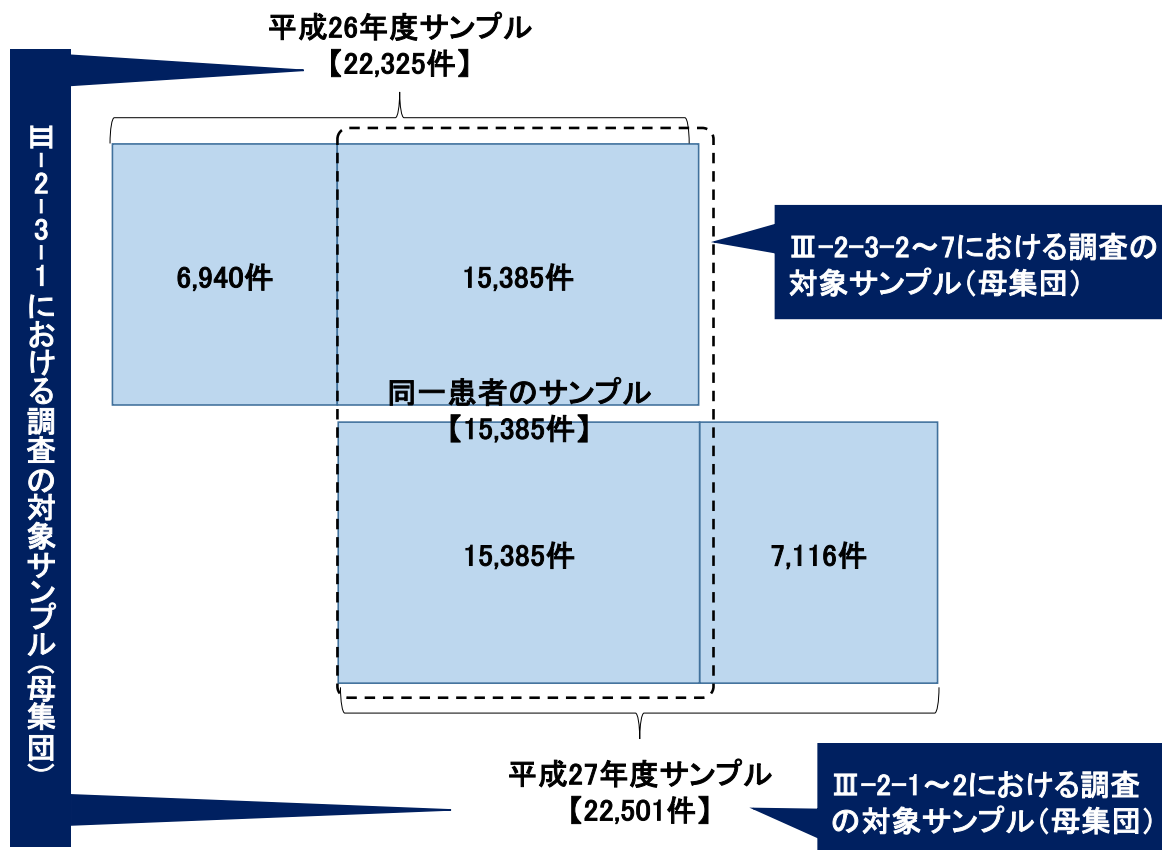 平成26年度サンプル
【22,325件】
Ⅲ-2-3-1における調査の対象サンプル(母集団)
6,940件
15,385件
Ⅲ-2-3-2～7における調査の
対象サンプル(母集団)
同一患者のサンプル
【15,385件】
15,385件
7,116件
平成27年度サンプル
【22,501件】
Ⅲ-2-1～2における調査
の対象サンプル(母集団)